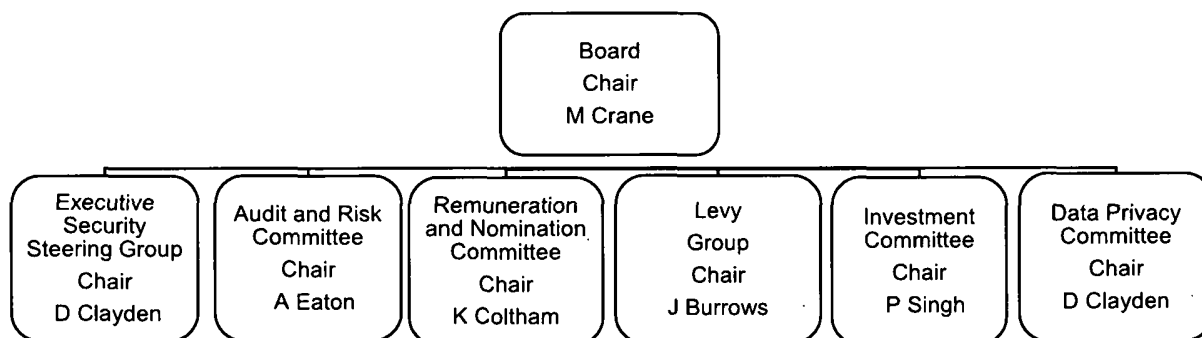 Board
Chair
M Crane
Executive
Security
Steering Group
Chair
D Clayden
Audit and Risk
Committee
Chair
A Eaton
Remuneration
and Nomination
Committee
Chair
K Coltham
Levy
Group
Chair
J Burrows
Investment
Committee
Chair
P Singh
Data Privacy
Committee
Chair
D Clayden